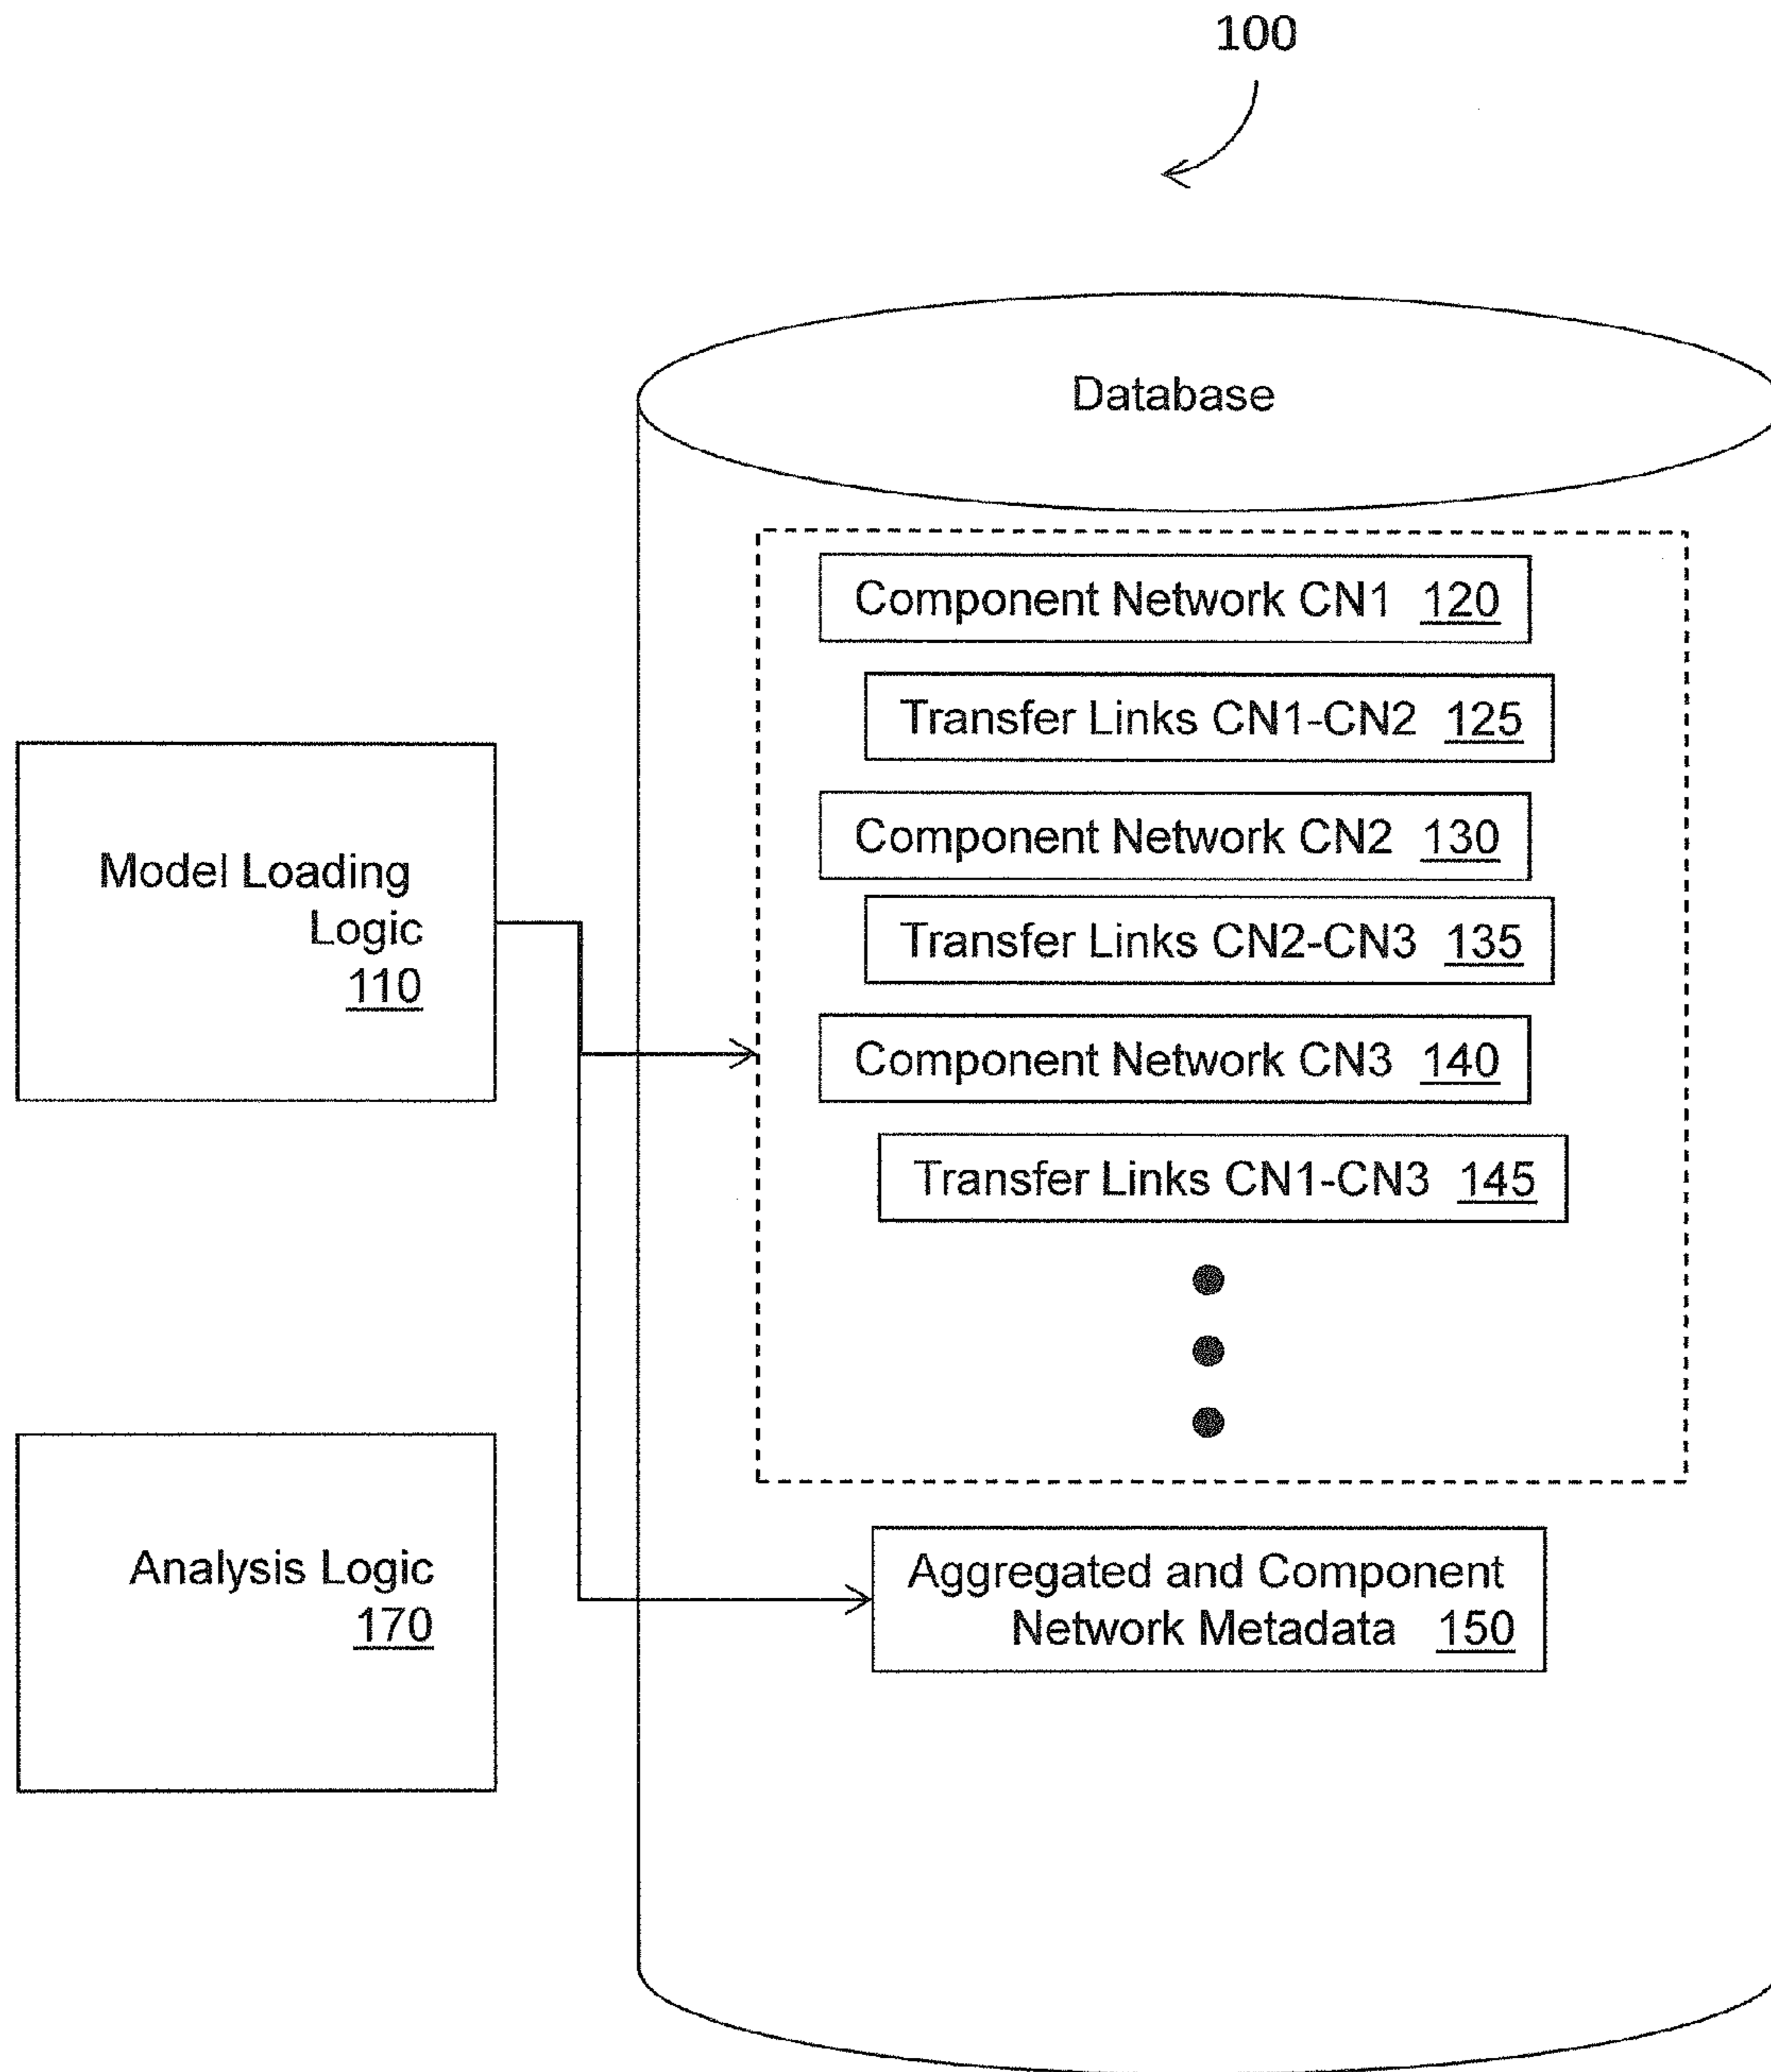 100
Database
Component Network CN1 120
Transfer Links CN1-CN2 125
Component Network CN2 130
Transfer Links CN2-CN3 135
Component Network CN3 140
Transfer Links CN1-CN3 145
Model Loading
Logic
110
Analysis Logic
170
Aggregated and Component
Network Metadata 150